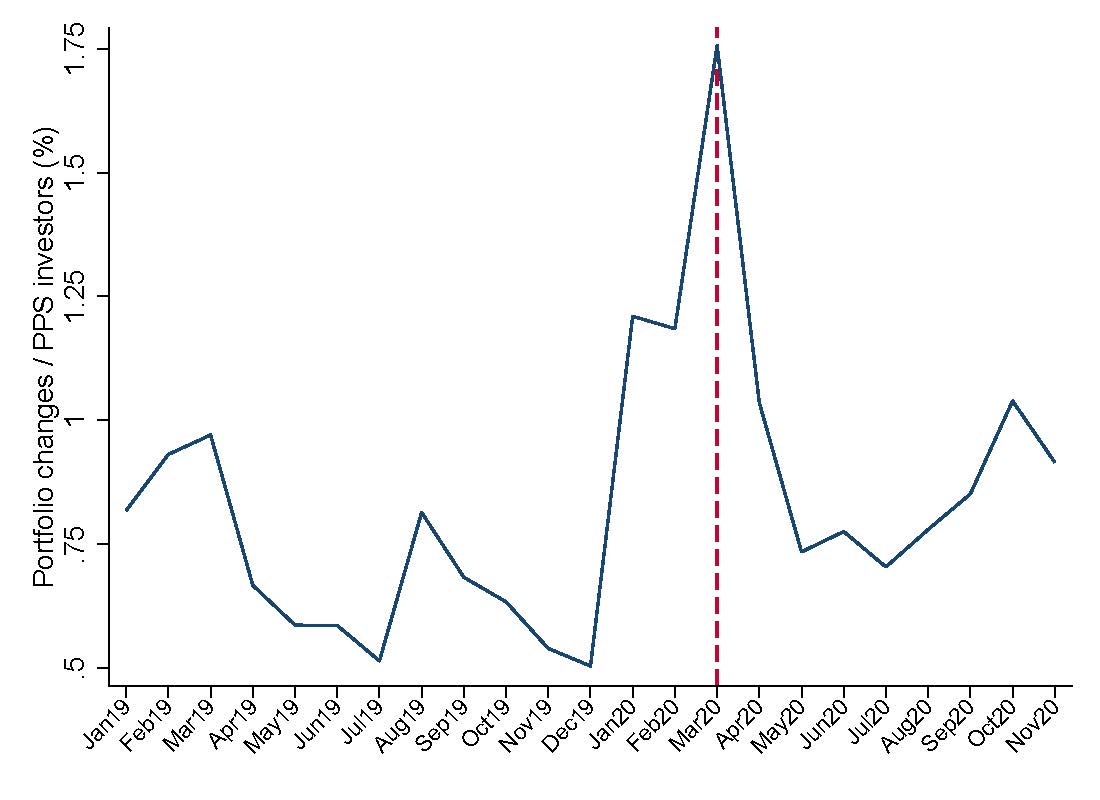 Portfolio changes / PPS investors (%)
1.75
1.5
1.25
1
.75
.5
Jan19
Feb19
Mar19
Apr19
May19
Jun19
Jul19
Aug19
Sep19
Oct19
Nov19
Dec19
Jan20
Feb20
Mar20
Apr20
May20
Jun20
Jul20
Aug20
Sep20
Oct20
Nov20